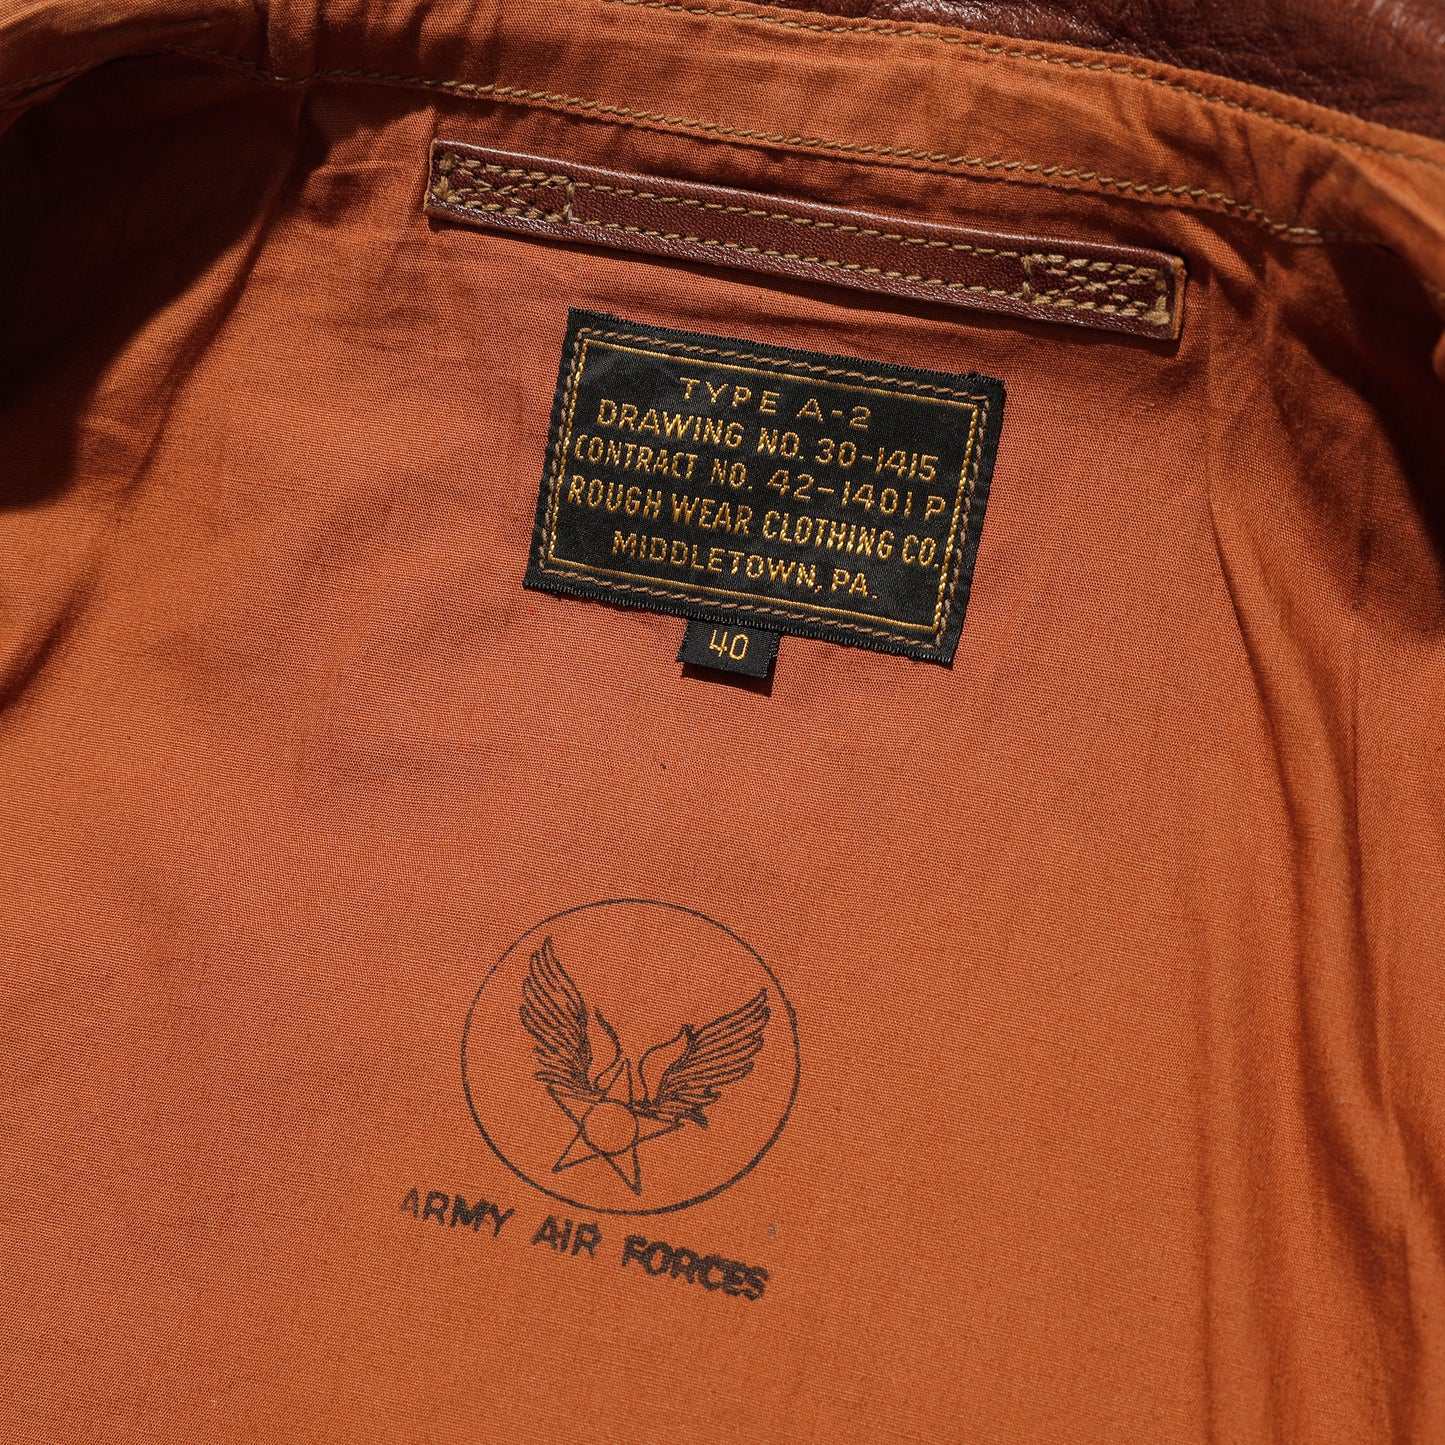 TYPE A-2
DRAWING NO. 30-1415
CONTRACT NO. 42-1401 P
ROUGH WEAR CLOTHING CO.
MIDDLETOWN, PA.
40
ARMY AIR FORCES